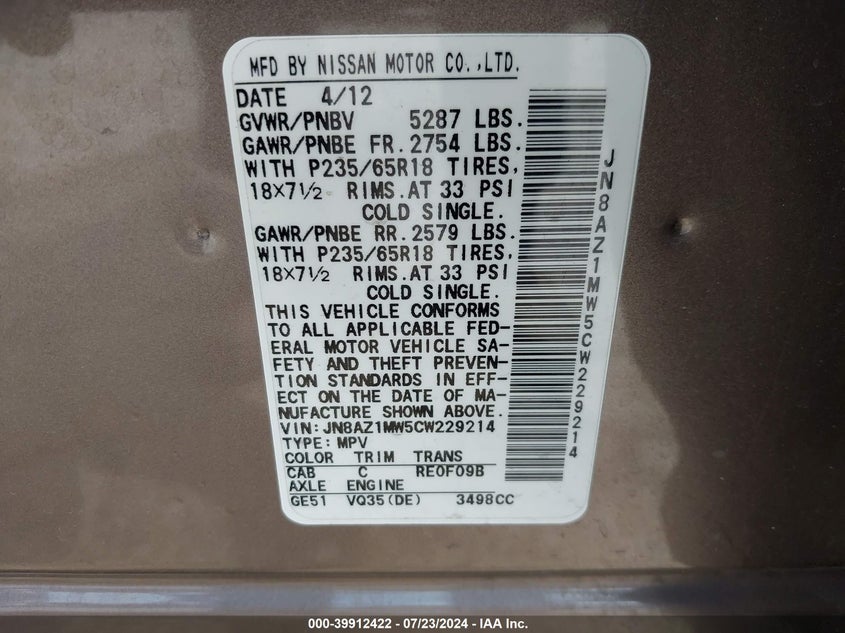 MFD BY NISSAN MOTOR CO.,LTD.
DATE 4/12
GVWR/PNBV 5287 LBS.
GAWR/PNBE FR.2754 LBS.
WITH P235/65R18 TIRES,
18×7½ RIMS.AT 33 PSI
COLD SINGLE.
GAWR/PNBE RR.2579 LBS.
WITH P235/65R18 TIRES,
18×7½ RIMS.AT 33 PSI
COLD SINGLE.
THIS VEHICLE CONFORMS
TO ALL APPLICABLE FED-
ERAL MOTOR VEHICLE SA-
FETY AND THEFT PREVEN-
TION STANDARDS IN EFF-
ECT ON THE DATE OF MA-
NUFACTURE SHOWN ABOVE.
VIN:JN8AZ1MW5CW229214
TYPE:MPV
COLOR TRIM TRANS
CAB C RE0F09B
AXLE ENGINE
GE51 VQ35(DE) 3498CC
JN8AZ1MW5CW229214
000-39912422 - 07/23/2024 - IAA Inc.